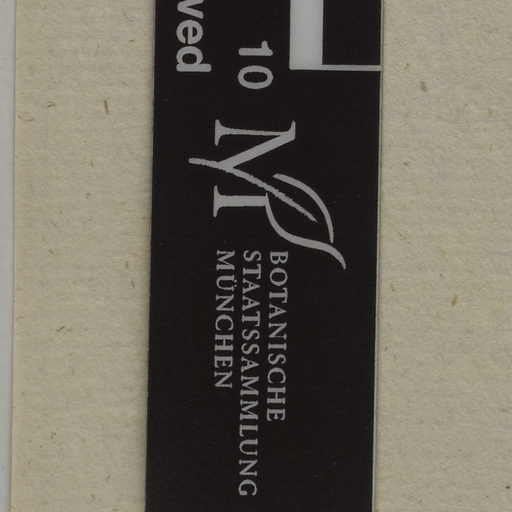 10
ved
BOTANISCHE
STAATSSAMMLUNG
MÜNCHEN